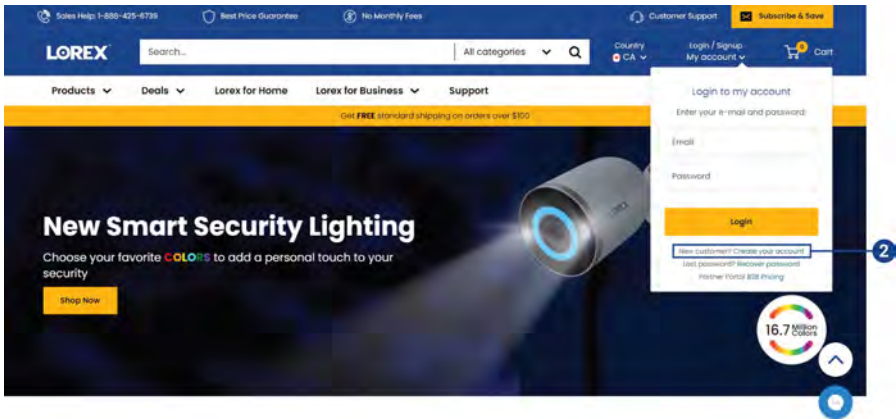 Sales Help: 1-888-425-6739
Best Price Guarantee
No Monthly Fees
Customer Support
Subscribe & Save
LOREX
Search...
All categories
Country
CA
Login / Signup
My account
0
Cart
Products
Deals
Lorex for Home
Lorex for Business
Support
Get FREE standard shipping on orders over $100
Login to my account
Enter your e-mail and password:
Email
Password
Login
New customer? Create your account
Lost password? Recover password
Partner Portal B2B Pricing
2
New Smart Security Lighting
Choose your favorite COLORS to add a personal touch to your
security
Shop Now
16.7 Million
Colors